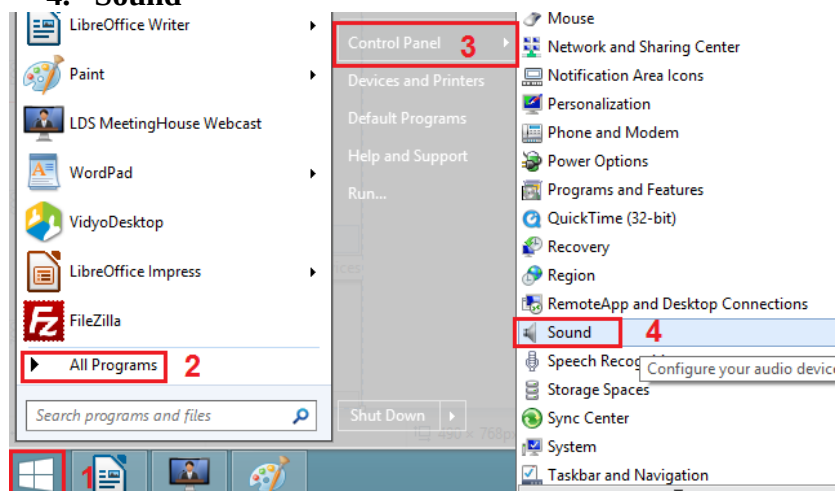 4. Sound
LibreOffice Writer
Paint
LDS MeetingHouse Webcast
WordPad
VidyoDesktop
LibreOffice Impress
FileZilla
All Programs 2
Search programs and files
1
Control Panel 3
Devices and Printers
Default Programs
Help and Support
Run...
Shut Down
490 × 768p
Mouse
Network and Sharing Center
Notification Area Icons
Personalization
Phone and Modem
Power Options
Programs and Features
QuickTime (32-bit)
Recovery
Region
RemoteApp and Desktop Connections
Sound 4
Speech Recog
Configure your audio device
Storage Spaces
Sync Center
System
Taskbar and Navigation